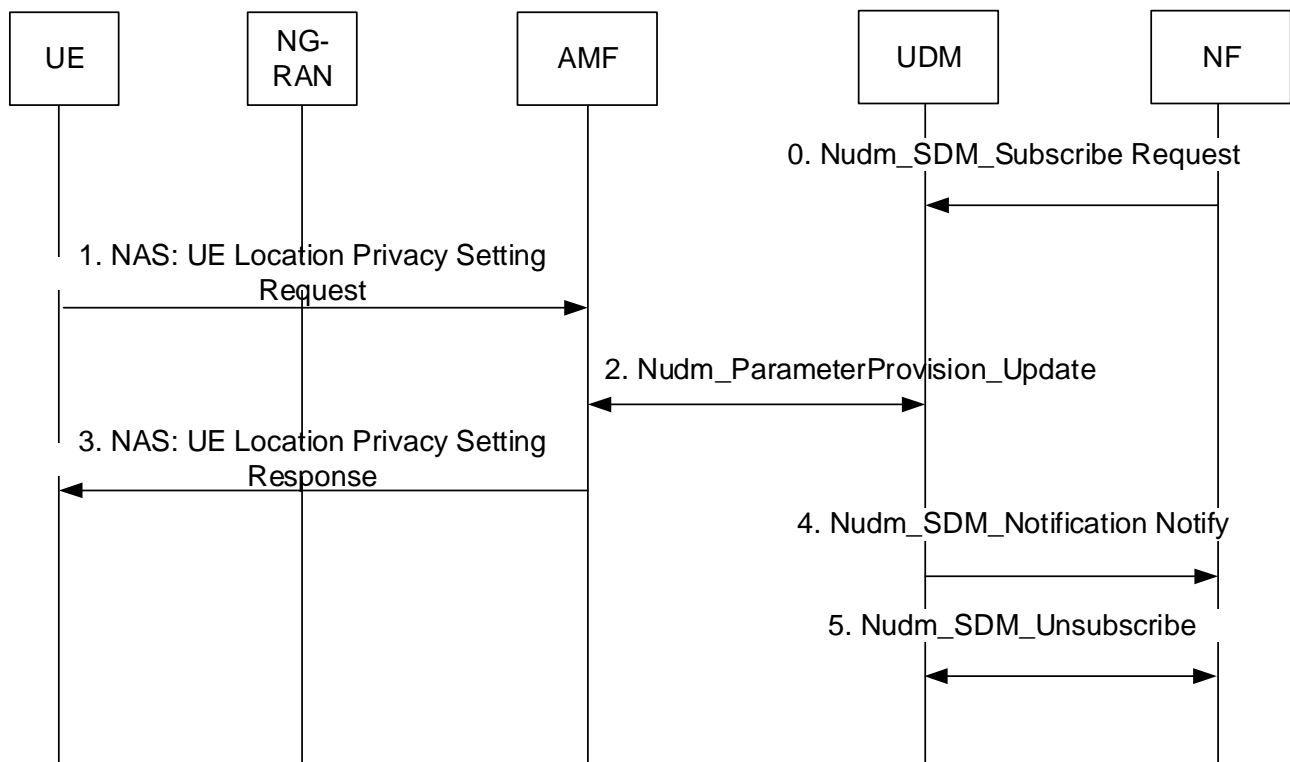 UE
NG-
RAN
AMF
UDM
NF
0. Nudm_SDM_Subscribe Request
1. NAS: UE Location Privacy Setting
Request
2. Nudm_ParameterProvision_Update
3. NAS: UE Location Privacy Setting
Response
4. Nudm_SDM_Notification Notify
5. Nudm_SDM_Unsubscribe